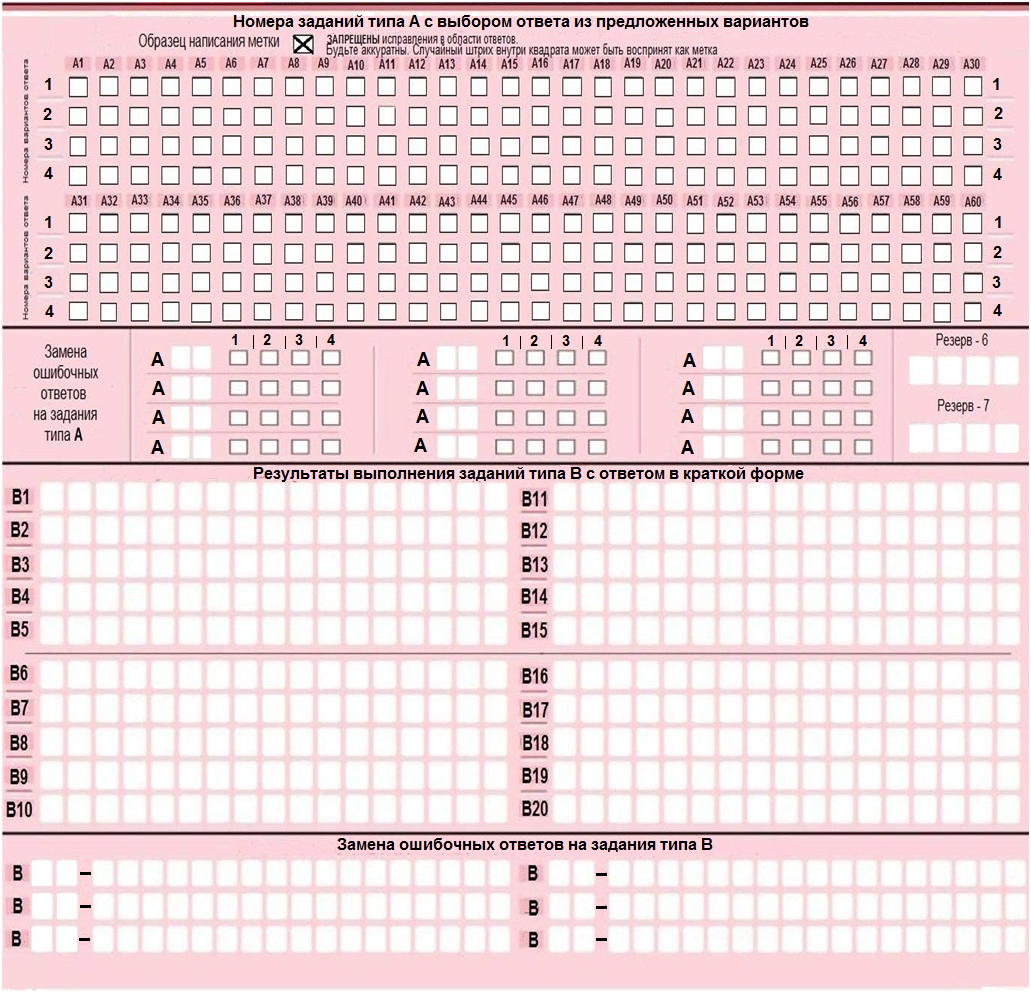 Номера заданий типа А с выбором ответа из предложенных вариантов
Образец написания метки
ЗАПРЕЩЕНЫ исправления в области ответов.
Будьте аккуратны. Случайный штрих внутри квадрата может быть воспринят как метка
A1 A2 A3 A4 A5 A6 A7 A8 A9 A10 A11 A12 A13 A14 A15 A16 A17 A18 A19 A20 A21 A22 A23 A24 A25 A26 A27 A28 A29 A30
Номера вариантов ответа
1 1
2 2
3 3
4 4
A31 A32 A33 A34 A35 A36 A37 A38 A39 A40 A41 A42 A43 A44 A45 A46 A47 A48 A49 A50 A51 A52 A53 A54 A55 A56 A57 A58 A59 A60
Номера вариантов ответа
1 1
2 2
3 3
4 4
Замена
ошибочных
ответов
на задания
типа А
1 | 2 | 3 | 4 1 | 2 | 3 | 4 1 | 2 | 3 | 4
А А А
А А А
А А А
А А А
Резерв - 6
Резерв - 7
Результаты выполнения заданий типа В с ответом в краткой форме
B1 B11
B2 B12
B3 B13
B4 B14
B5 B15
B6 B16
B7 B17
B8 B18
B9 B19
B10 B20
Замена ошибочных ответов на задания типа В
В – В –
В – В –
В – В –